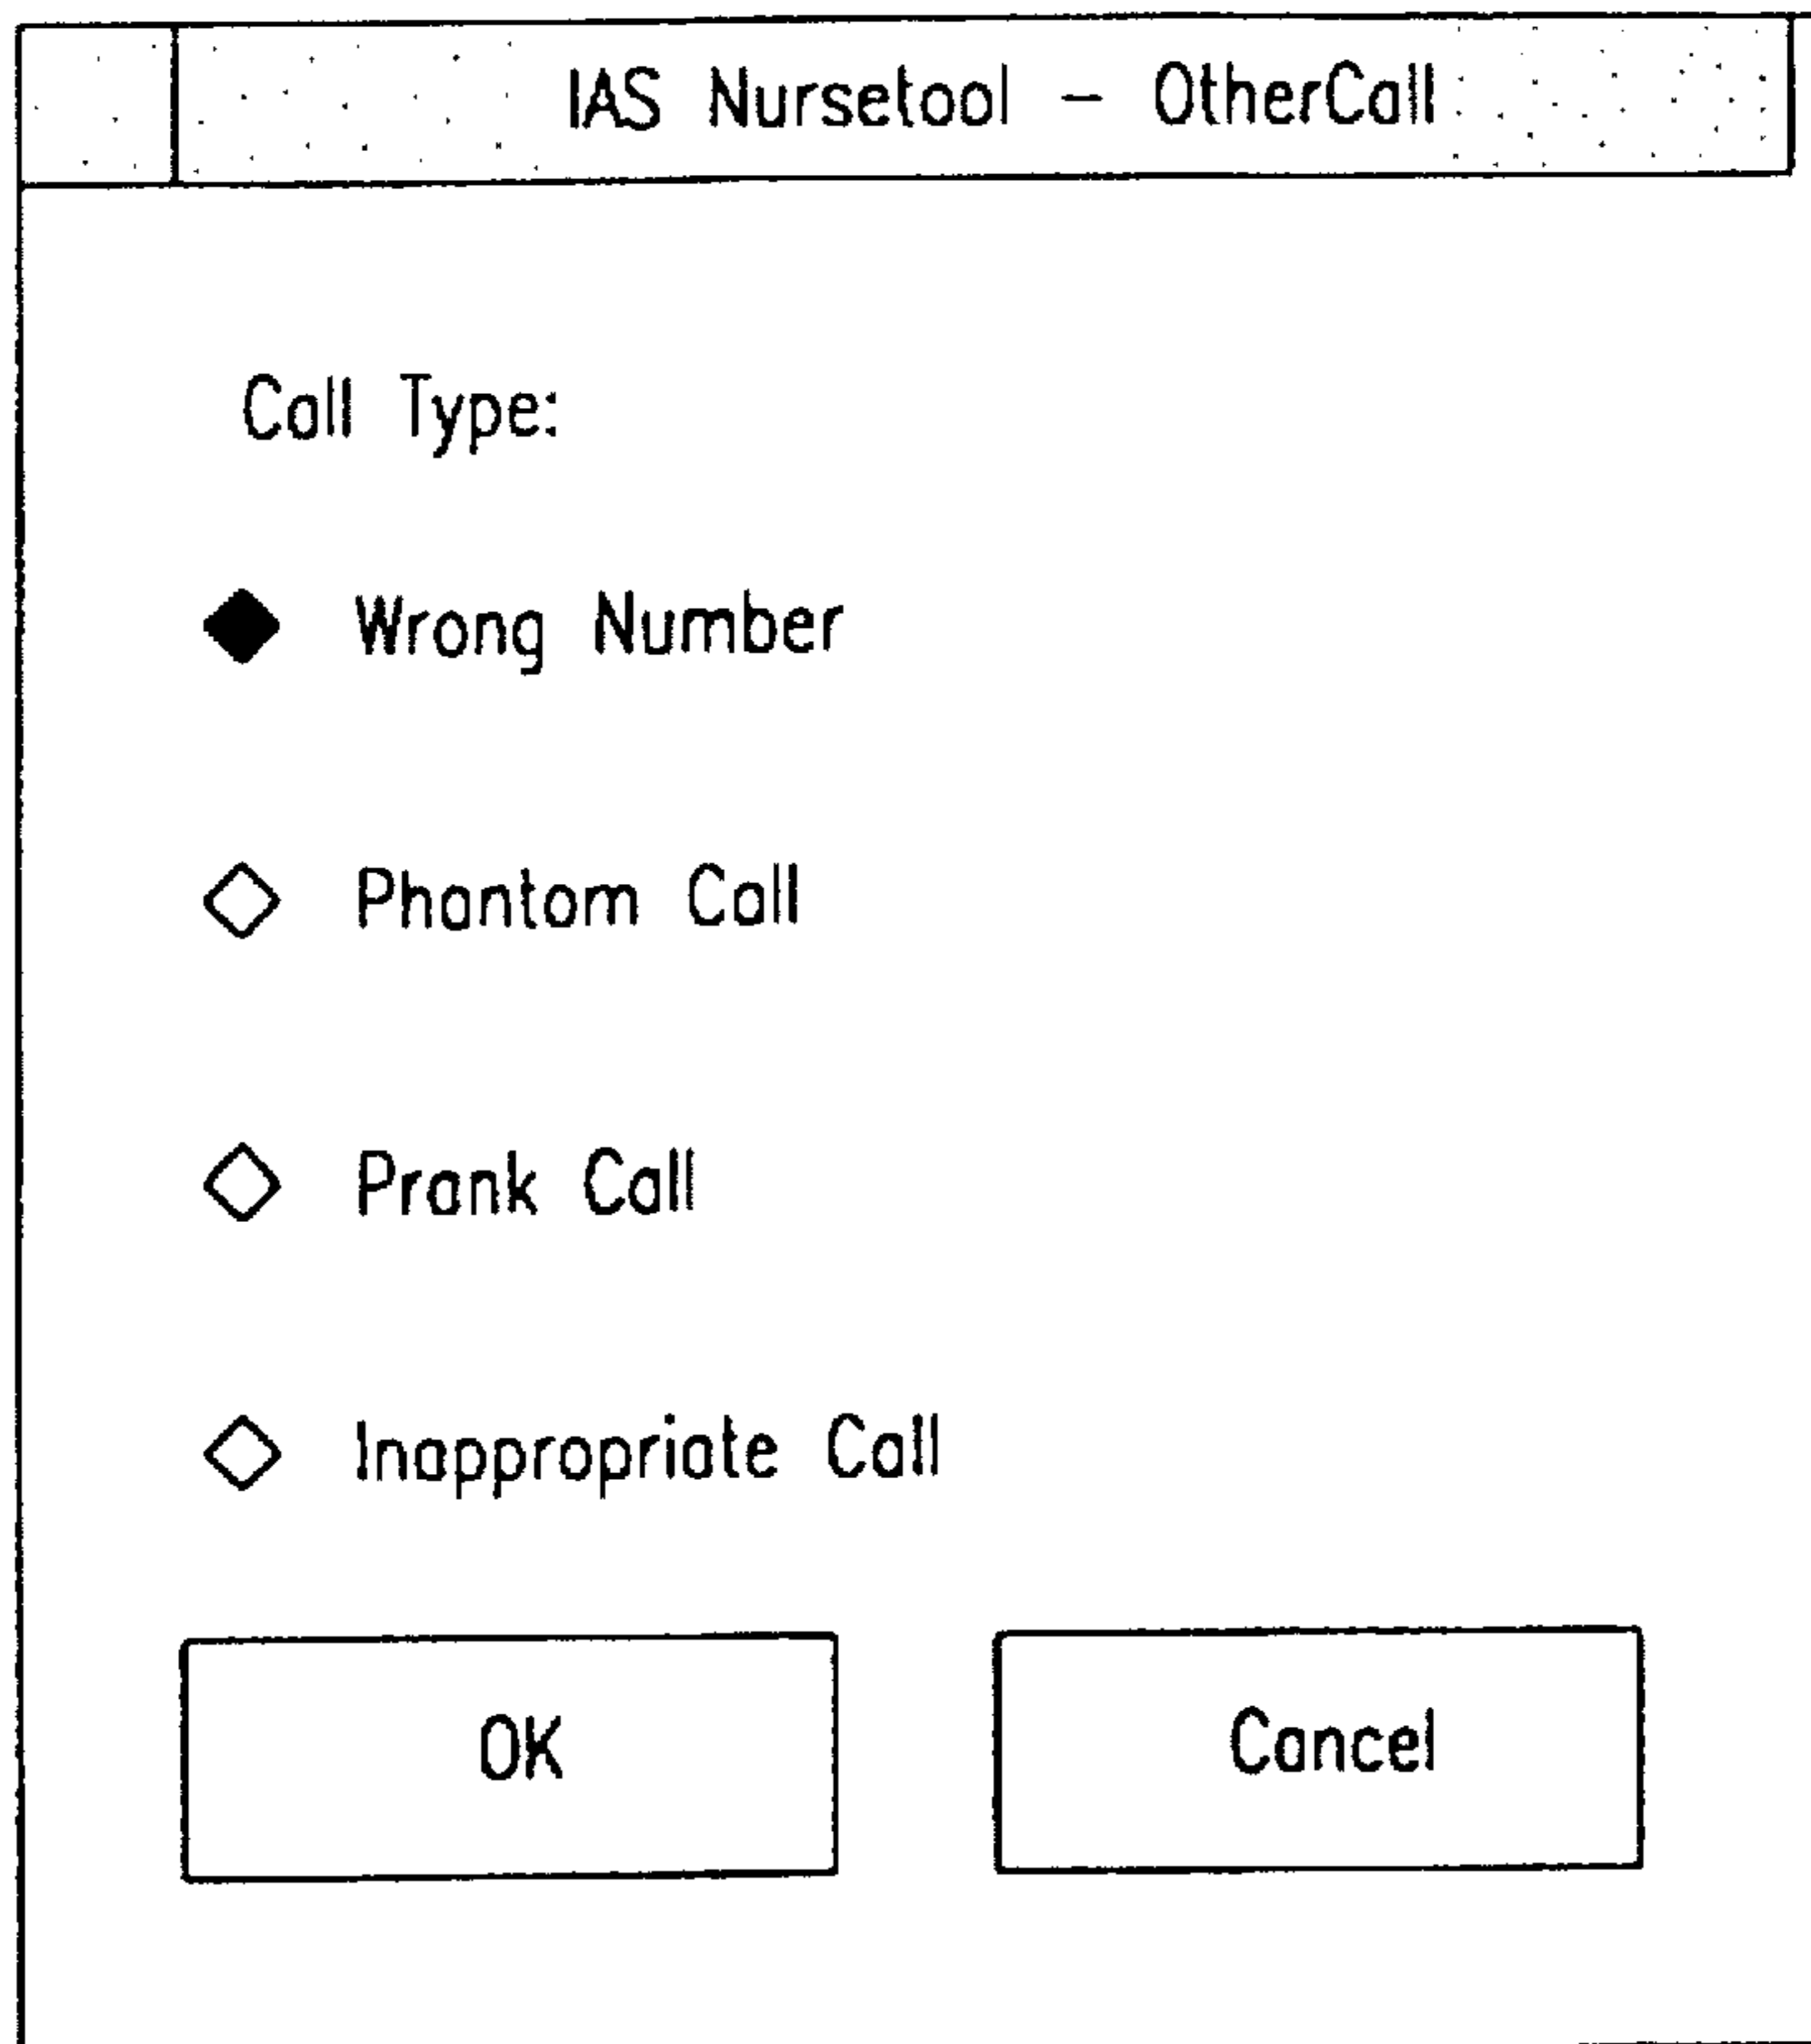 IAS Nursetool - OtherCall
Call Type:
Wrong Number
Phantom Call
Prank Call
Inappropriate Call
OK
Cancel